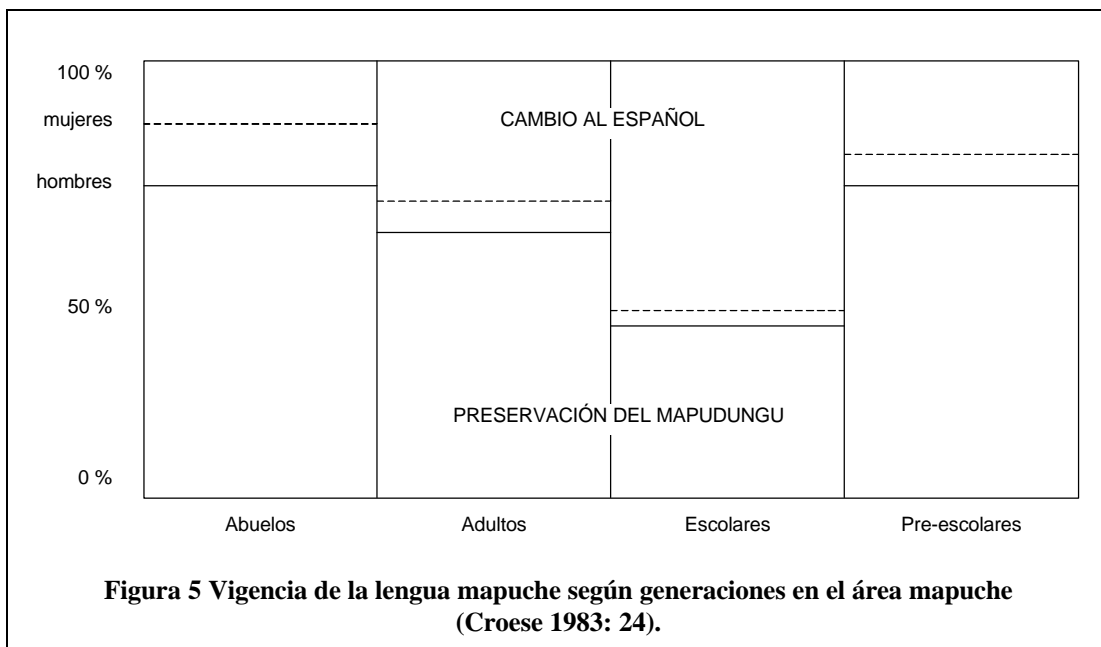 100 %
mujeres
CAMBIO AL ESPAÑOL
hombres
50 %
PRESERVACIÓN DEL MAPUDUNGU
0 %
Abuelos Adultos Escolares Pre-escolares
Figura 5 Vigencia de la lengua mapuche según generaciones en el área mapuche
(Croese 1983: 24).